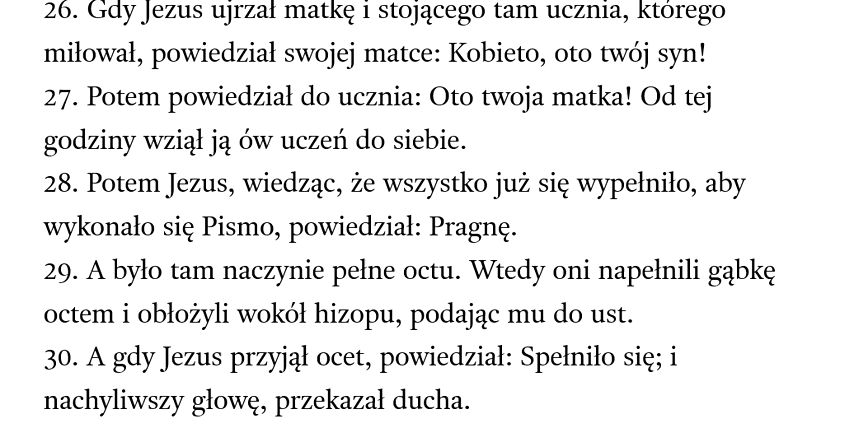 26. Gdy Jezus ujrzał matkę i stojącego tam ucznia, którego
miłował, powiedział swojej matce: Kobieto, oto twój syn!
27. Potem powiedział do ucznia: Oto twoja matka! Od tej
godziny wziął ją ów uczeń do siebie.
28. Potem Jezus, wiedząc, że wszystko już się wypełniło, aby
wykonało się Pismo, powiedział: Pragnę.
29. A było tam naczynie pełne octu. Wtedy oni napełnili gąbkę
octem i obłożyli wokół hizopu, podając mu do ust.
30. A gdy Jezus przyjął ocet, powiedział: Spełniło się; i
nachyliwszy głowę, przekazał ducha.